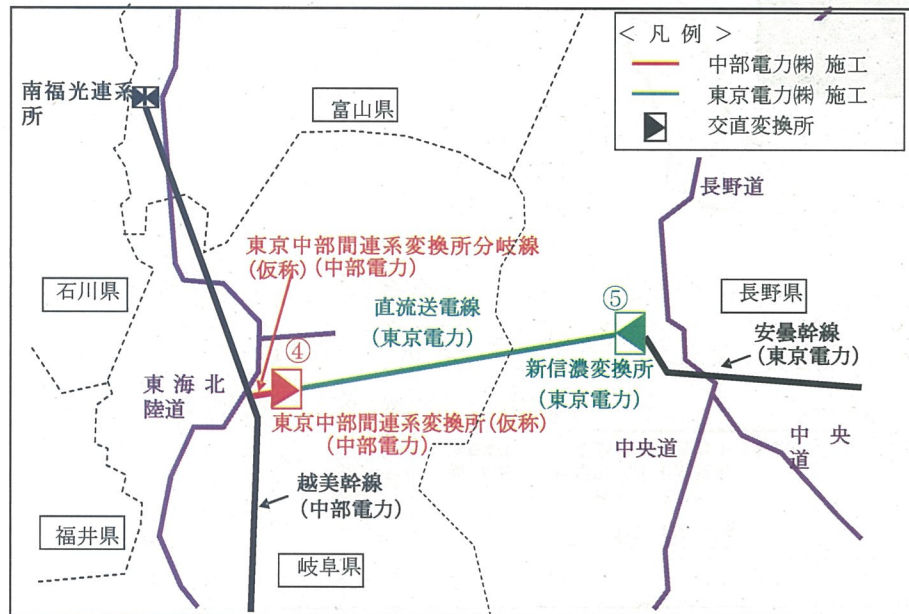 ＜ 凡 例 ＞
中部電力㈱ 施工
東京電力㈱ 施工
交直変換所
南福光連系
所
富山県
長野道
東京中部間連系変換所分岐線
(仮称)(中部電力)
石川県
直流送電線
(東京電力)
⑤
長野県
安曇幹線
(東京電力)
④
新信濃変換所
(東京電力)
東 海 北
陸道
東京中部間連系変換所(仮称)
(中部電力)
中央道
中 央
道
越美幹線
(中部電力)
福井県
岐阜県